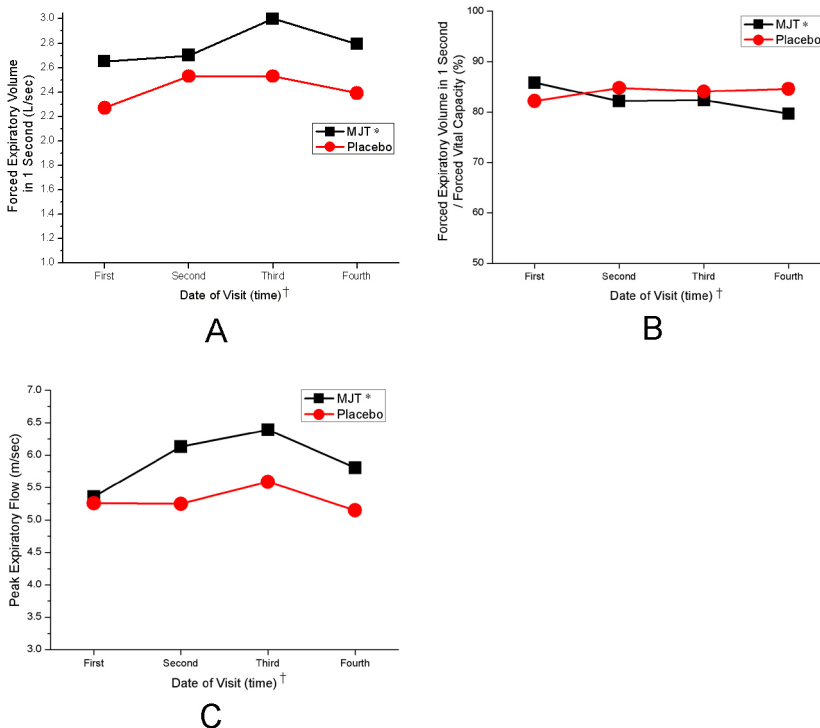 Forced Expiratory Volume
in 1 Second (L/sec)
3.0
2.8
2.6
2.4
2.2
2.0
1.8
1.6
1.4
1.2
1.0
MJT *
Placebo
First Second Third Fourth
Date of Visit (time) †
A
Forced Expiratory Volume in 1 Second
/ Forced Vital Capacity (%)
100
90
80
70
60
50
MJT *
Placebo
First Second Third Fourth
Date of Visit (time) †
B
Peak Expiratory Flow (m/sec)
7.0
6.5
6.0
5.5
5.0
4.5
4.0
3.5
3.0
MJT *
Placebo
First Second Third Fourth
Date of Visit (time) †
C